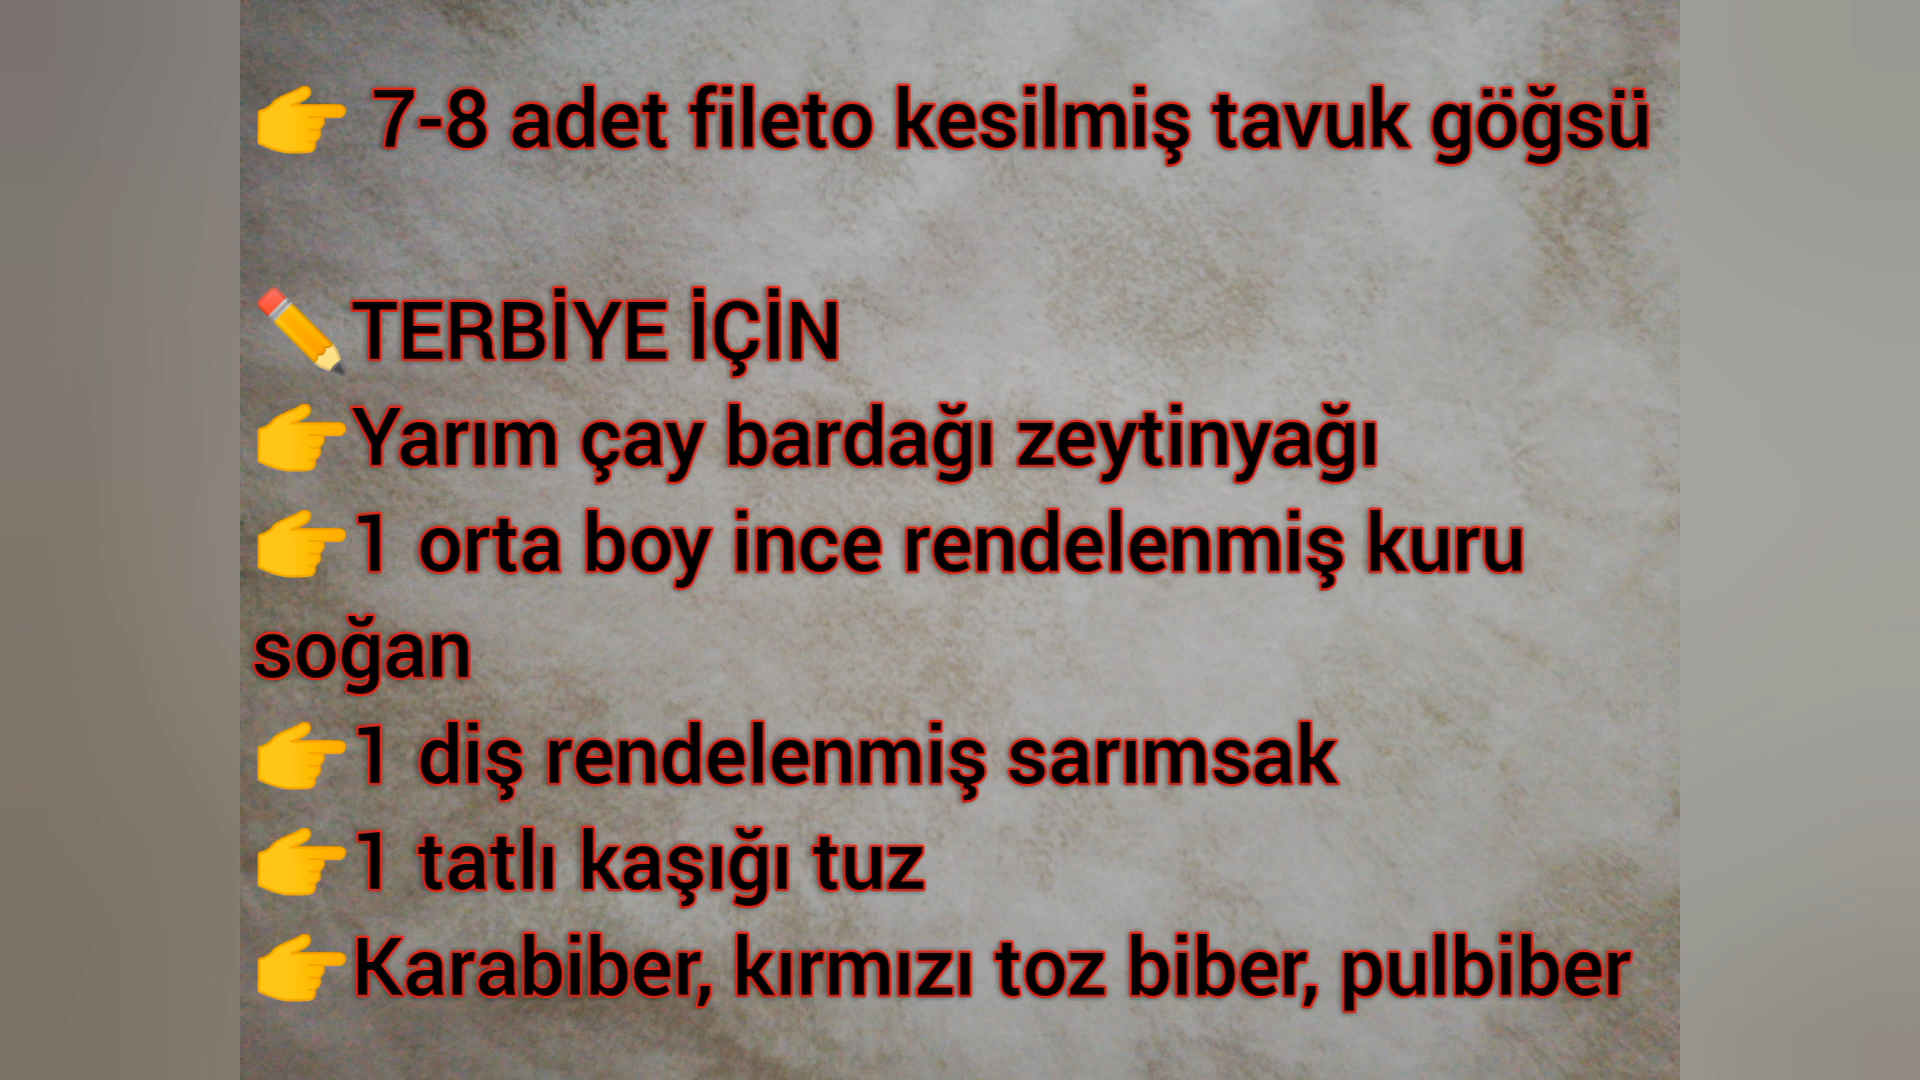 👉 7-8 adet fileto kesilmiş tavuk göğsü
✏️TERBİYE İÇİN
👉Yarım çay bardağı zeytinyağı
👉1 orta boy ince rendelenmiş kuru
soğan
👉1 diş rendelenmiş sarımsak
👉1 tatlı kaşığı tuz
👉Karabiber, kırmızı toz biber, pulbiber